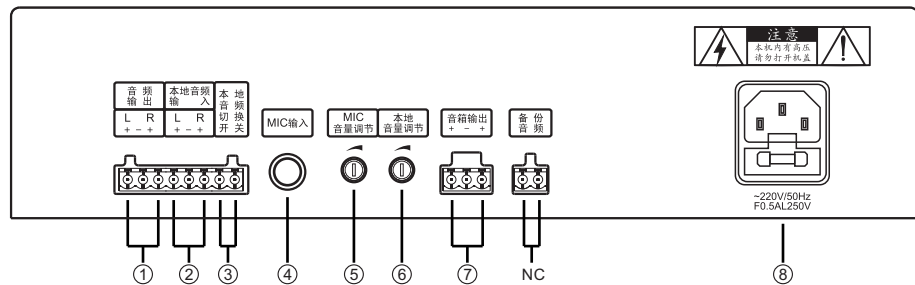 注意
本机内有高压
请勿打开机盖
音 频
输 出
L R
+ - +
本地音频
输 入
L R
+ - +
本 地
音 频
切 换
开 关
MIC输入
MIC
音量调节
本地
音量调节
音箱输出
+ - +
备 份
音 频
~220V/50Hz
F0.5AL250V
① ② ③ ④ ⑤ ⑥ ⑦ NC ⑧